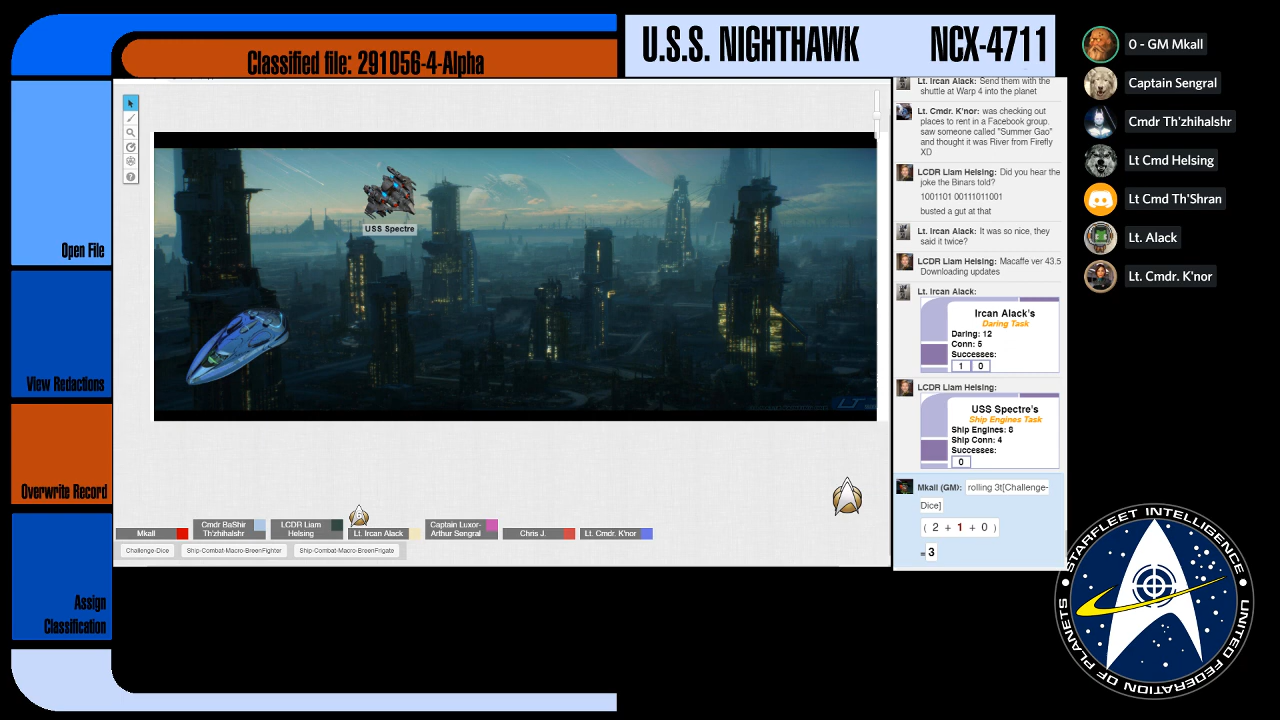 Classified file: 291056-4-Alpha
U.S.S. NIGHTHAWK
NCX-4711
Open File
View Redactions
Overwrite Record
Assign
Classification
USS Spectre
LT
Mkall
Cmdr BaShir
Th'zhihalshr
LCDR Liam
Helsing
Lt. Ircan Alack
Captain Luxor-
Arthur Sengral
Chris J.
Lt. Cmdr. K'nor
Challenge-Dice
Ship-Combat-Macro-BreenFighter
Ship-Combat-Macro-BreenFrigate
Lt. Ircan Alack: Send them with the
shuttle at Warp 4 into the planet
Lt. Cmdr. K'nor: was checking out
places to rent in a Facebook group.
saw someone called "Summer Gao"
and thought it was River from Firefly
XD
LCDR Liam Helsing: Did you hear the
joke the Binars told?
1001101 00111011001
busted a gut at that
Lt. Ircan Alack: It was so nice, they
said it twice?
LCDR Liam Helsing: Macaffe ver 43.5
Downloading updates
Lt. Ircan Alack:
Ircan Alack's
Daring Task
Daring: 12
Conn: 5
Successes:
1 0
LCDR Liam Helsing:
USS Spectre's
Ship Engines Task
Ship Engines: 8
Ship Conn: 4
Successes:
0
Mkall (GM): rolling 3t[Challenge-
Dice]
( 2 + 1 + 0 )
=3
0 - GM Mkall
Captain Sengral
Cmdr Th'zhihalshr
Lt Cmd Helsing
Lt Cmd Th'Shran
Lt. Alack
Lt. Cmdr. K'nor
STARFLEET INTELLIGENCE
UNITED FEDERATION OF PLANETS